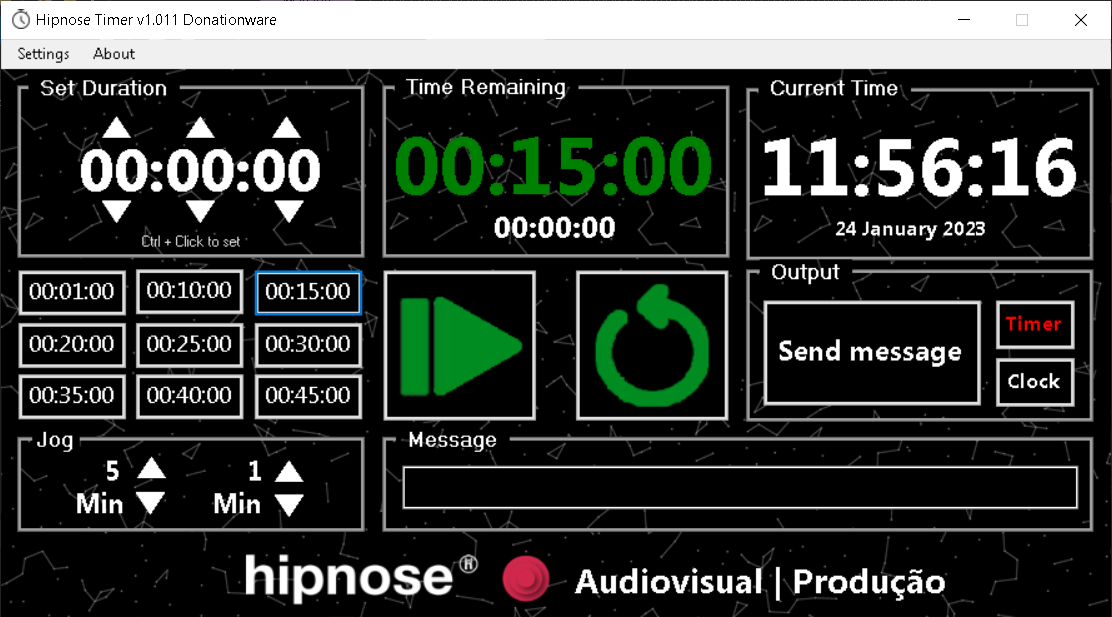 Hipnose Timer v1.011 Donationware
Settings About
Set Duration
00:00:00
Ctrl + Click to set
Time Remaining
00:15:00
00:00:00
Current Time
11:56:16
24 January 2023
00:01:00 00:10:00 00:15:00
00:20:00 00:25:00 00:30:00
00:35:00 00:40:00 00:45:00
Output
Send message
Timer
Clock
Jog
5 Min
1 Min
Message
hipnose® Audiovisual | Produção